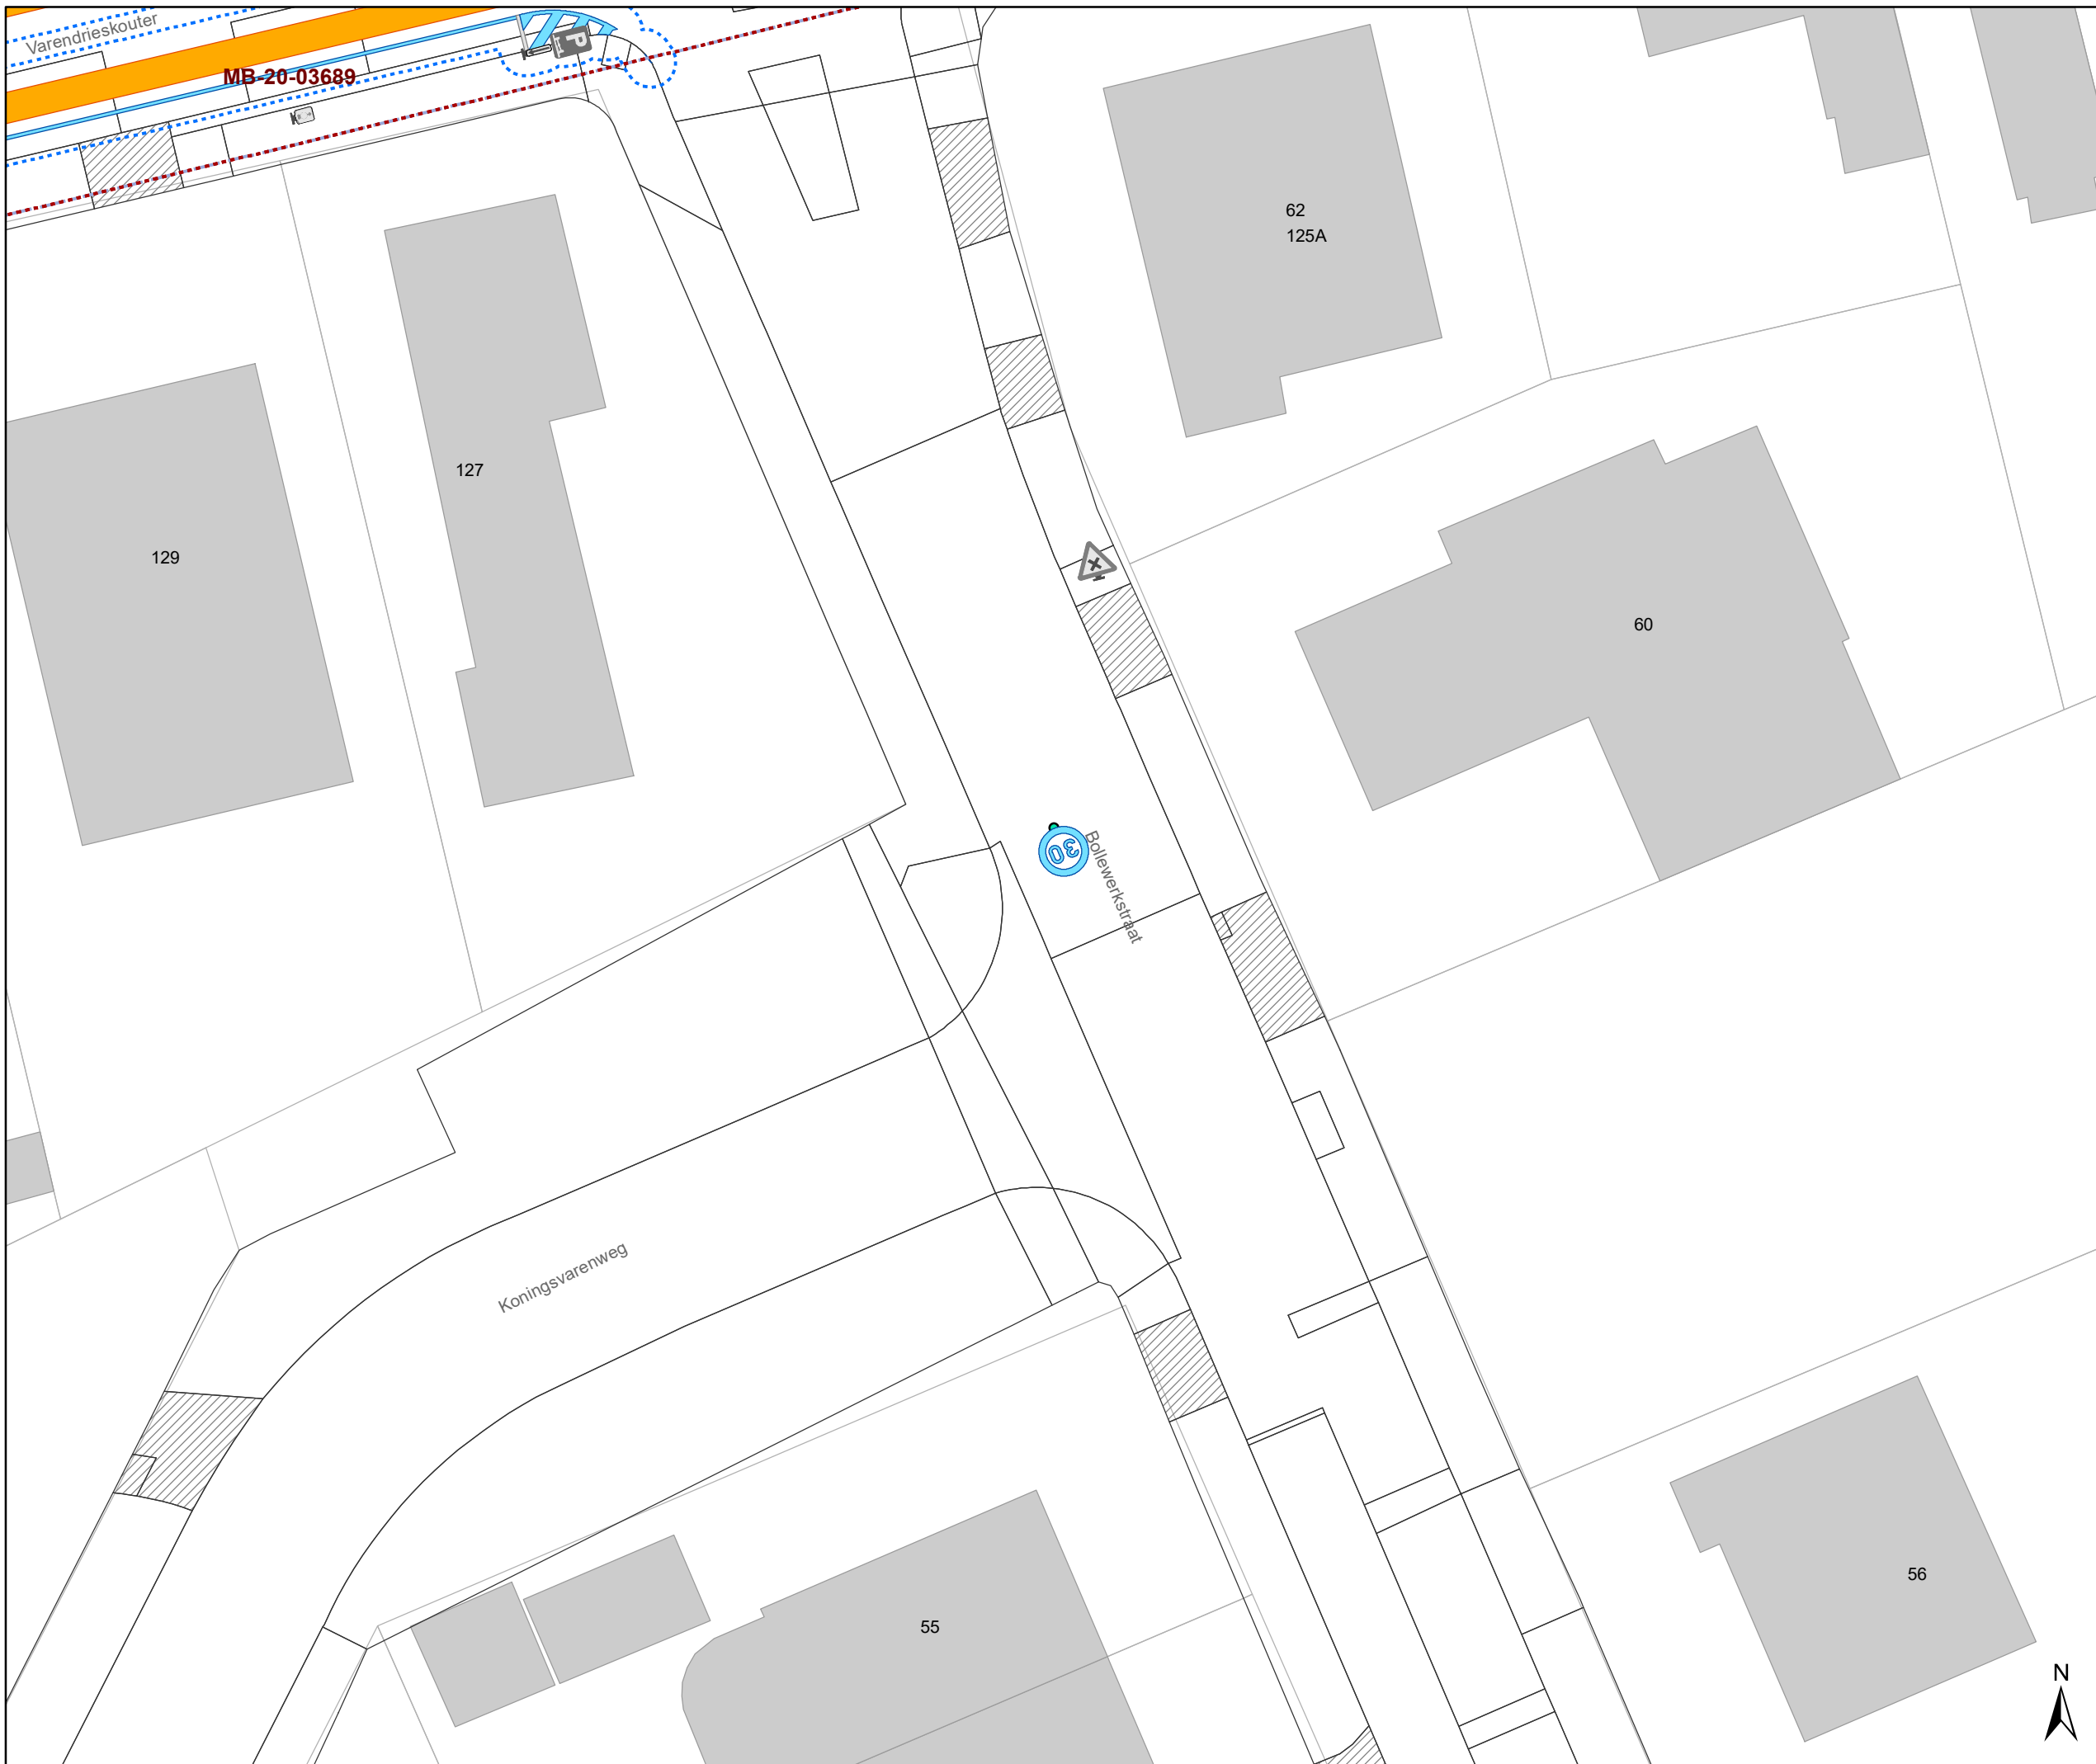 Varendrieskouter
P
MB-20-03689
62
125A
127
129
60
30
Bollewerkstraat
Koningsvarenweg
56
55
N